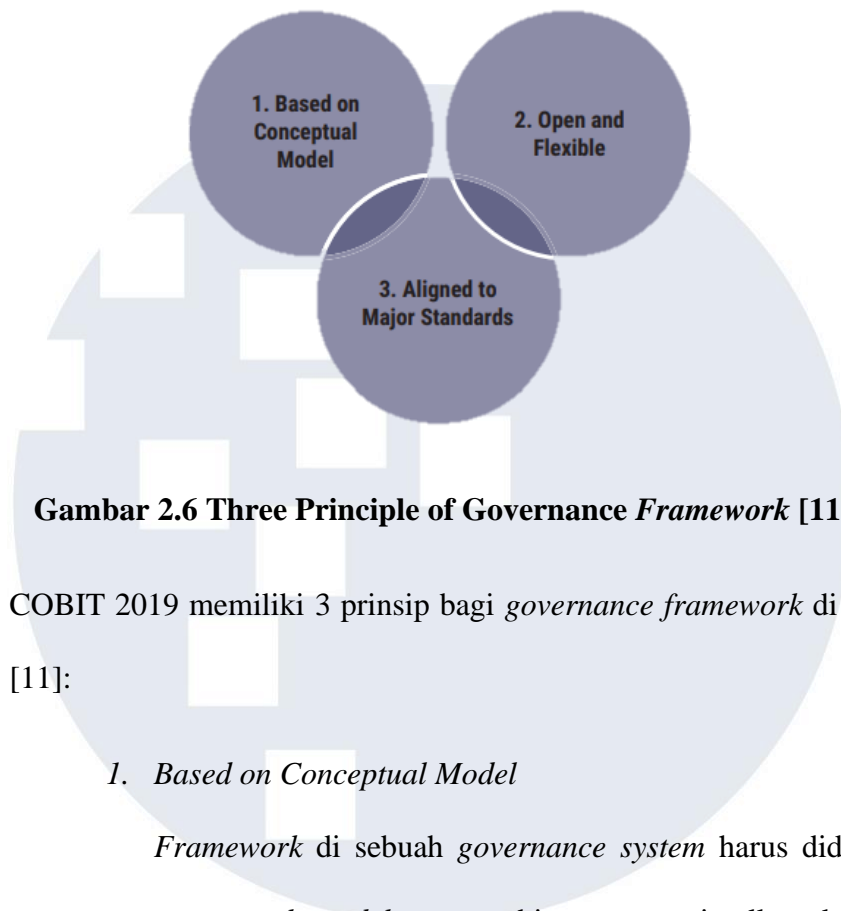 1. Based on
Conceptual
Model
2. Open and
Flexible
3. Aligned to
Major Standards
Gambar 2.6 Three Principle of Governance Framework [11
COBIT 2019 memiliki 3 prinsip bagi governance framework di
[11]:
1. Based on Conceptual Model
Framework di sebuah governance system harus did